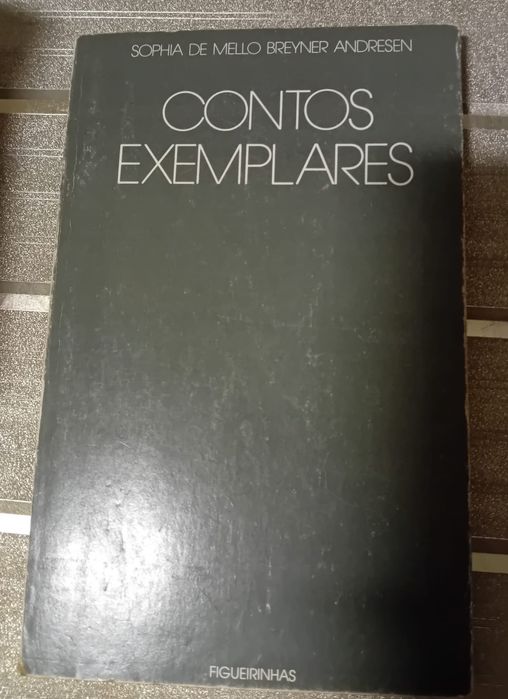 SOPHIA DE MELLO BREYNER ANDRESEN
CONTOS
EXEMPLARES
FIGUEIRINHAS